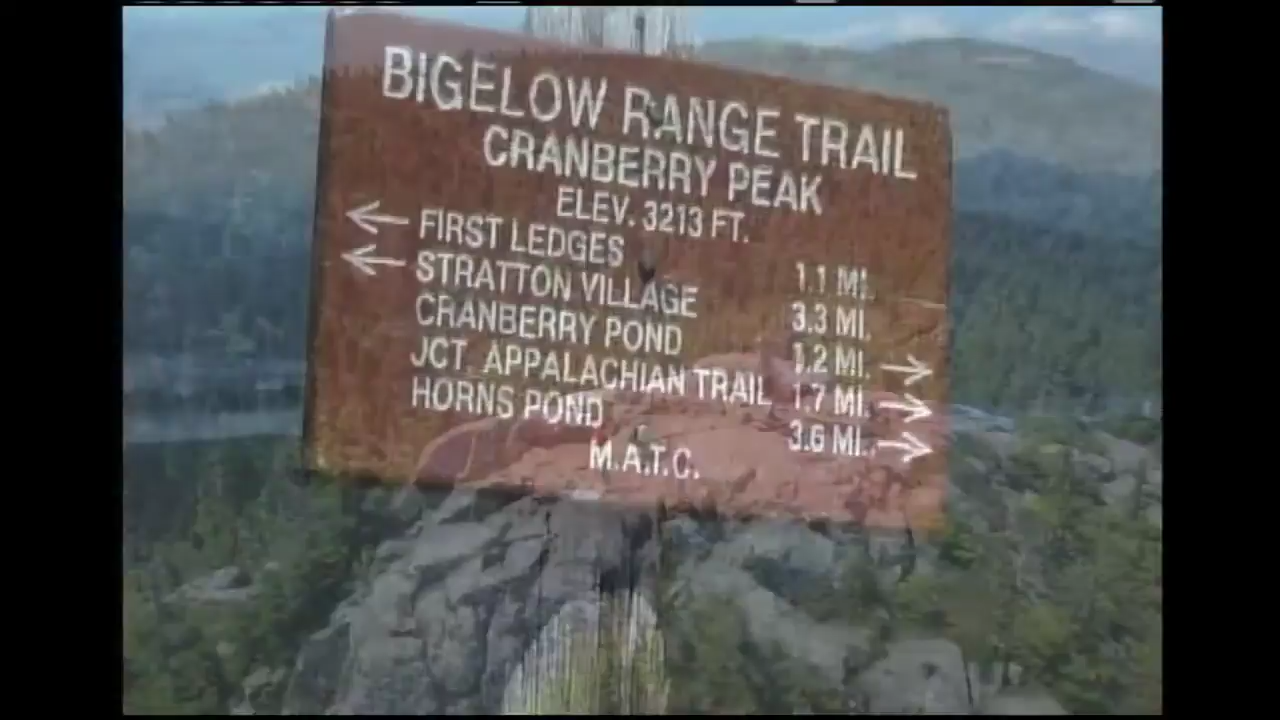 BIGELOW RANGE TRAIL
CRANBERRY PEAK
ELEV. 3213 FT.
← FIRST LEDGES 1.1 MI.
← STRATTON VILLAGE 3.3 MI.
CRANBERRY POND 1.2 MI. →
JCT. APPALACHIAN TRAIL 1.7 MI. →
HORNS POND 3.6 MI. →
M.A.T.C.